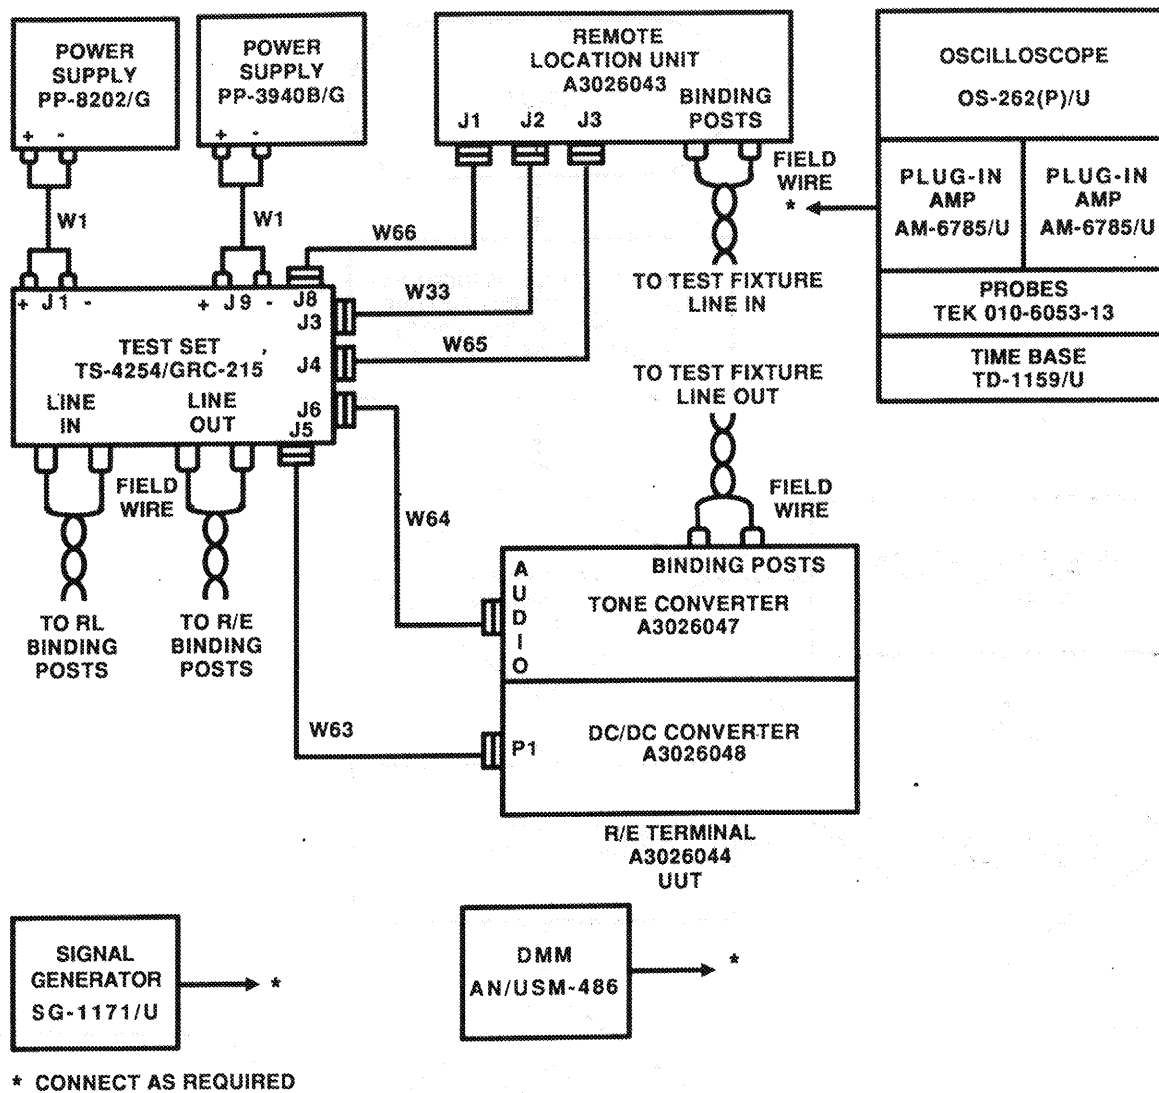 POWER
SUPPLY
PP-8202/G
+ -
POWER
SUPPLY
PP-3940B/G
+ -
REMOTE
LOCATION UNIT
A3026043
J1 J2 J3
BINDING
POSTS
OSCILLOSCOPE
OS-262(P)/U
PLUG-IN
AMP
AM-6785/U
PLUG-IN
AMP
AM-6785/U
PROBES
TEK 010-6053-13
TIME BASE
TD-1159/U
FIELD
WIRE
*
W1
W1
W66
W33
W65
TO TEST FIXTURE
LINE IN
+ J1 -
+ J9 -
J8
J3
TEST SET
TS-4254/GRC-215
J4
LINE
IN
LINE
OUT
J6
J5
TO TEST FIXTURE
LINE OUT
FIELD
WIRE
FIELD
WIRE
W64
TO RL
BINDING
POSTS
TO R/E
BINDING
POSTS
BINDING POSTS
AUDIO
TONE CONVERTER
A3026047
W63
P1
DC/DC CONVERTER
A3026048
R/E TERMINAL
A3026044
UUT
SIGNAL
GENERATOR
SG-1171/U
*
DMM
AN/USM-486
*
* CONNECT AS REQUIRED